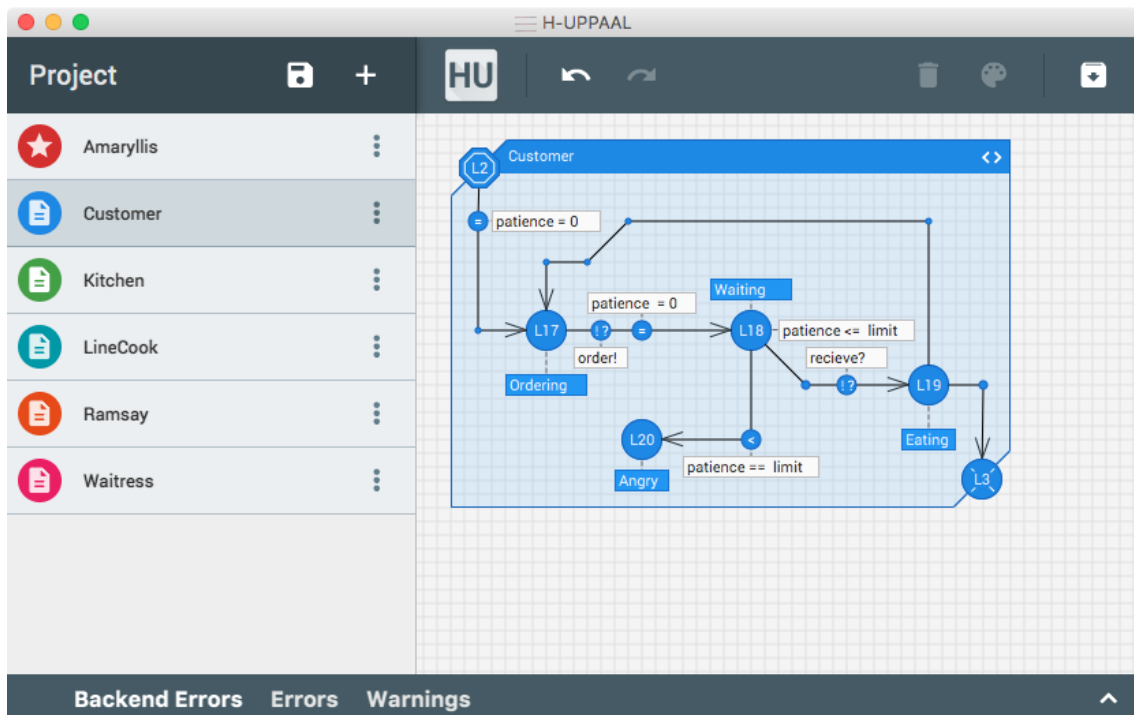 H-UPPAAL
Project
HU
Amaryllis
Customer
Kitchen
LineCook
Ramsay
Waitress
L2
Customer
<>
=
patience = 0
patience  = 0
Waiting
L17
!?
=
L18
patience <=  limit
order!
recieve?
Ordering
!?
L19
L20
<
Eating
patience ==  limit
Angry
L3
Backend Errors
Errors
Warnings